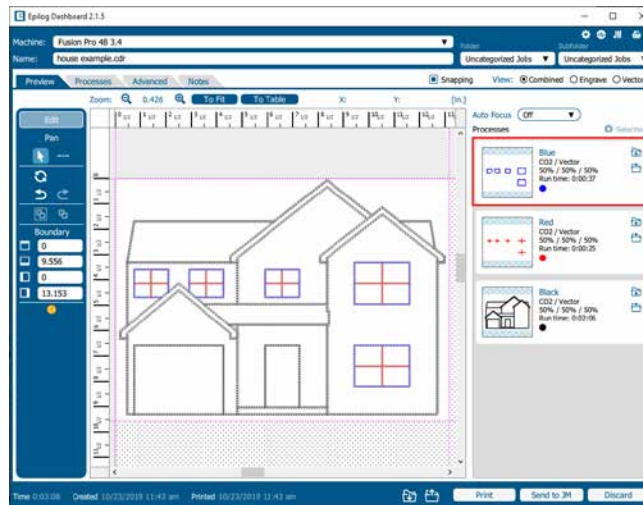 Epilog Dashboard 2.1.5
Machine: Fusion Pro 48 3.4
Name: house example.cdr
Folder
Subfolder
Uncategorized Jobs
Uncategorized Jobs
Preview Processes Advanced Notes
Snapping View: Combined Engrave Vector
Zoom: 0.426 To Fit To Table X: Y: [in.]
Auto Focus Off
Processes
Edit
Pan
Boundary
0
9.556
0
13.153
Blue
CO2 / Vector
50% / 50% / 50%
Run time: 0:00:37
Red
CO2 / Vector
50% / 50% / 50%
Run time: 0:00:25
Black
CO2 / Vector
50% / 50% / 50%
Run time: 0:02:06
Time 0:03:08 Created 10/23/2019 11:43 am Printed 10/23/2019 11:43 am
Print Send to JM Discard